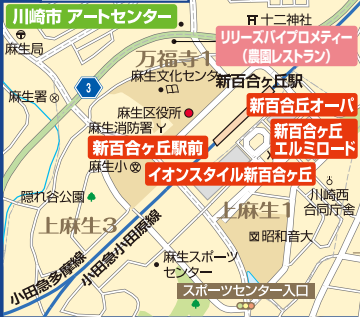 川崎市 アートセンター
十二神社
麻生局
リリーズバイプロメティー
（農園レストラン）
万福寺1
麻生文化センター
新百合ヶ丘駅
麻生署
3
新百合丘オーパ
麻生区役所
麻生消防署
新百合ヶ丘
エルミロード
新百合ヶ丘駅前
麻生小
イオンスタイル新百合ヶ丘
隠れ谷公園
川崎西
合同庁舎
上麻生3
上麻生1
昭和音大
小田急多摩線
小田急小田原線
麻生スポーツ
センター
スポーツセンター入口